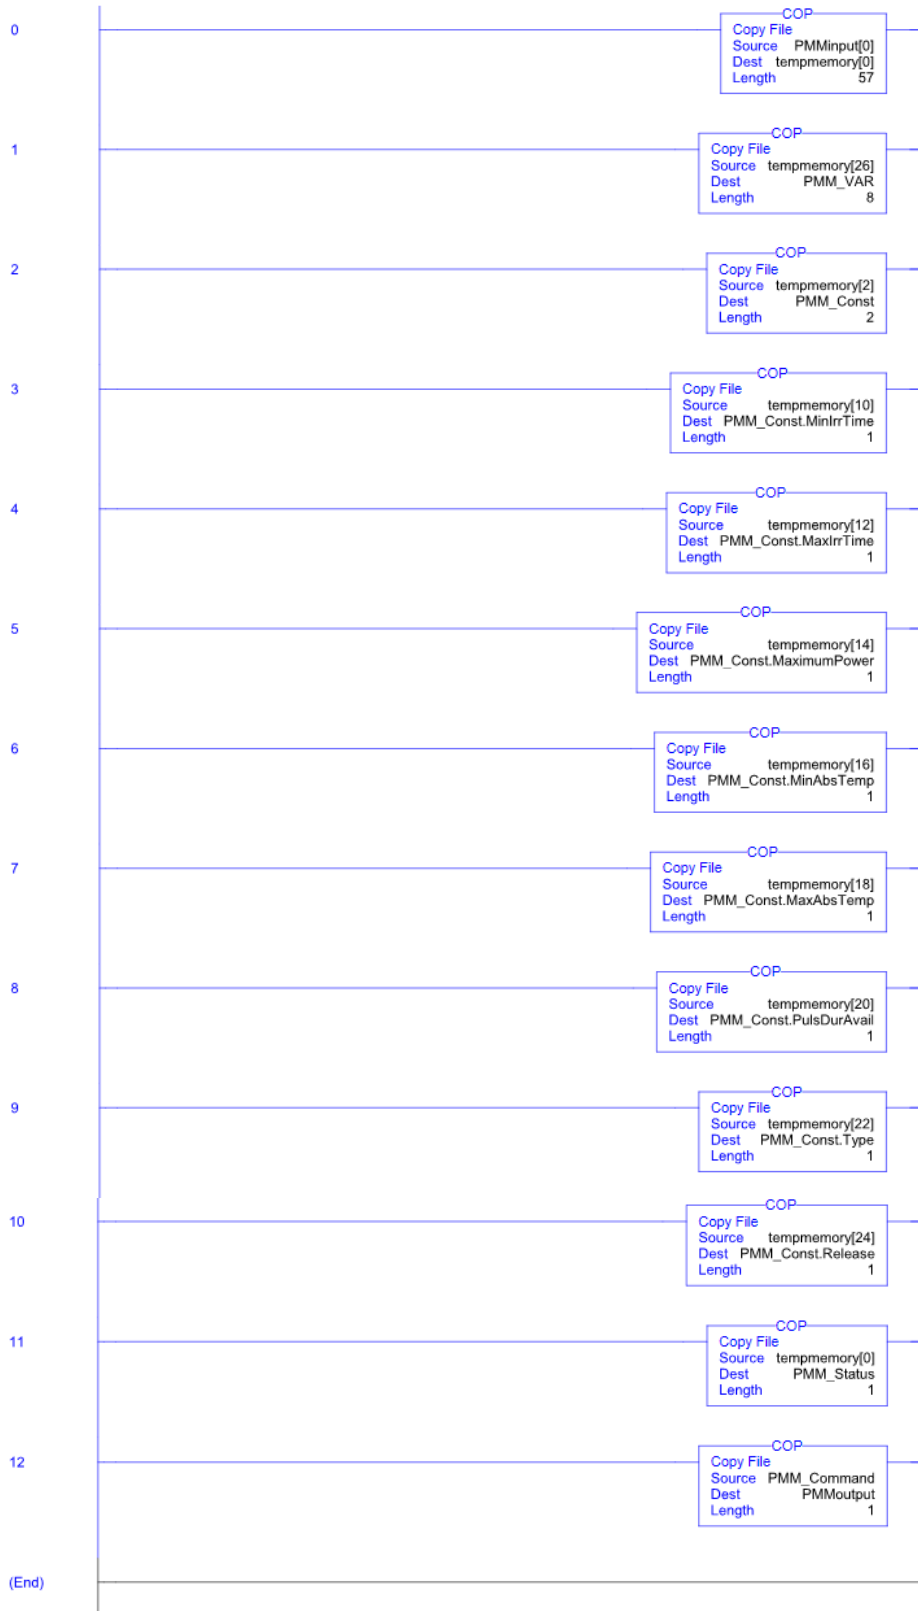 0
COP
Copy File
Source PMMinput[0]
Dest tempmemory[0]
Length 57
1
COP
Copy File
Source tempmemory[26]
Dest PMM_VAR
Length 8
2
COP
Copy File
Source tempmemory[2]
Dest PMM_Const
Length 2
3
COP
Copy File
Source tempmemory[10]
Dest PMM_Const.MinIrrTime
Length 1
4
COP
Copy File
Source tempmemory[12]
Dest PMM_Const.MaxIrrTime
Length 1
5
COP
Copy File
Source tempmemory[14]
Dest PMM_Const.MaximumPower
Length 1
6
COP
Copy File
Source tempmemory[16]
Dest PMM_Const.MinAbsTemp
Length 1
7
COP
Copy File
Source tempmemory[18]
Dest PMM_Const.MaxAbsTemp
Length 1
8
COP
Copy File
Source tempmemory[20]
Dest PMM_Const.PulsDurAvail
Length 1
9
COP
Copy File
Source tempmemory[22]
Dest PMM_Const.Type
Length 1
10
COP
Copy File
Source tempmemory[24]
Dest PMM_Const.Release
Length 1
11
COP
Copy File
Source tempmemory[0]
Dest PMM_Status
Length 1
12
COP
Copy File
Source PMM_Command
Dest PMMoutput
Length 1
(End)